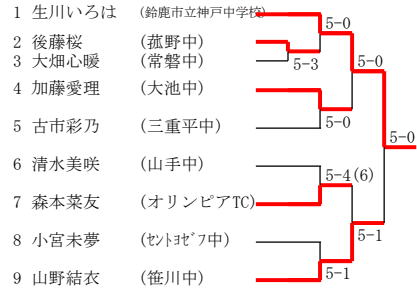 1 生川いろは (鈴鹿市立神戸中学校)
5-0
2 後藤桜 (菰野中)
5-0
3 大畑心暖 (常磐中)
5-3
4 加藤愛理 (大池中)
5 古市彩乃 (三重平中)
5-0
5-0
6 清水美咲 (山手中)
5-4(6)
7 森本菜友 (オリンピアTC)
8 小宮未夢 (セントヨゼフ中)
5-1
9 山野結衣 (笹川中)
5-1